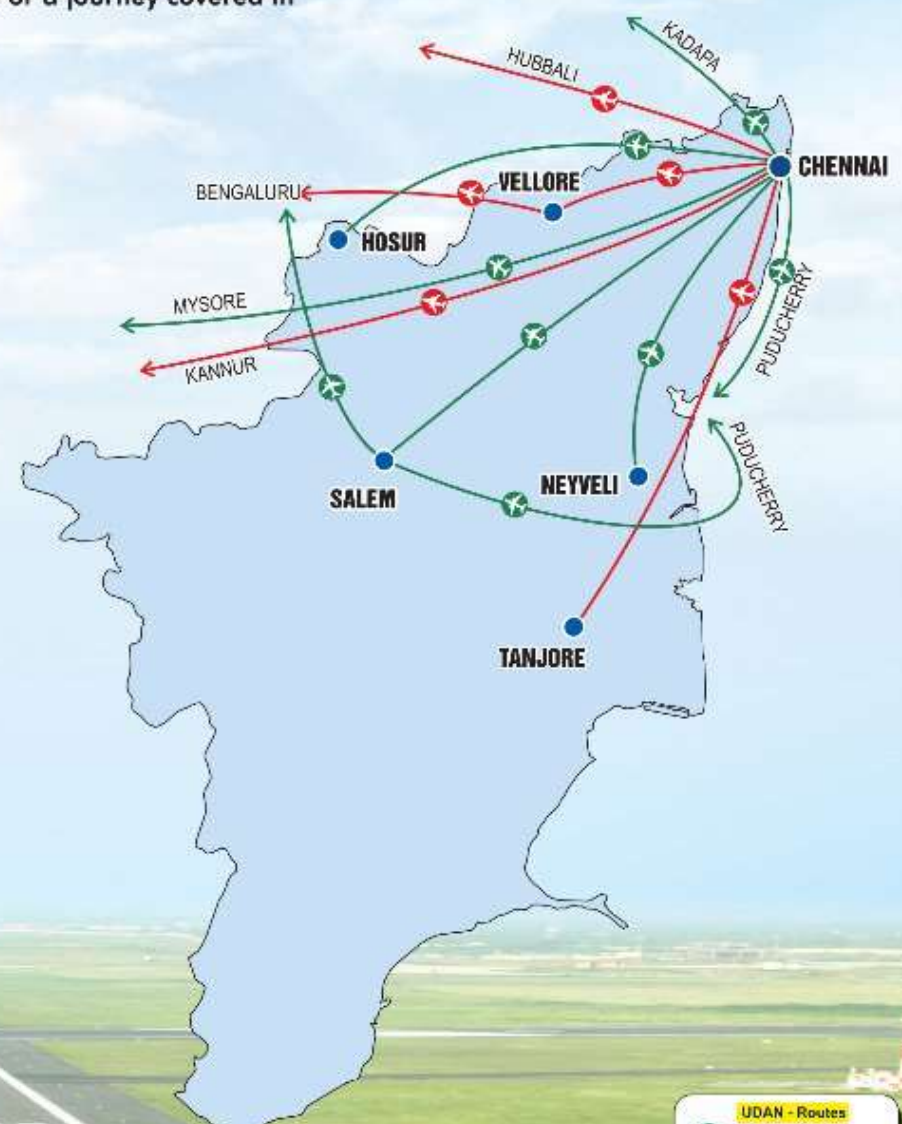 of a journey covered in
KADAPA
HUBBALI
CHENNAI
VELLORE
BENGALURU
HOSUR
MYSORE
PUDUCHERRY
KANNUR
PUDUCHERRY
NEYVELI
SALEM
TANJORE
UDAN - Routes